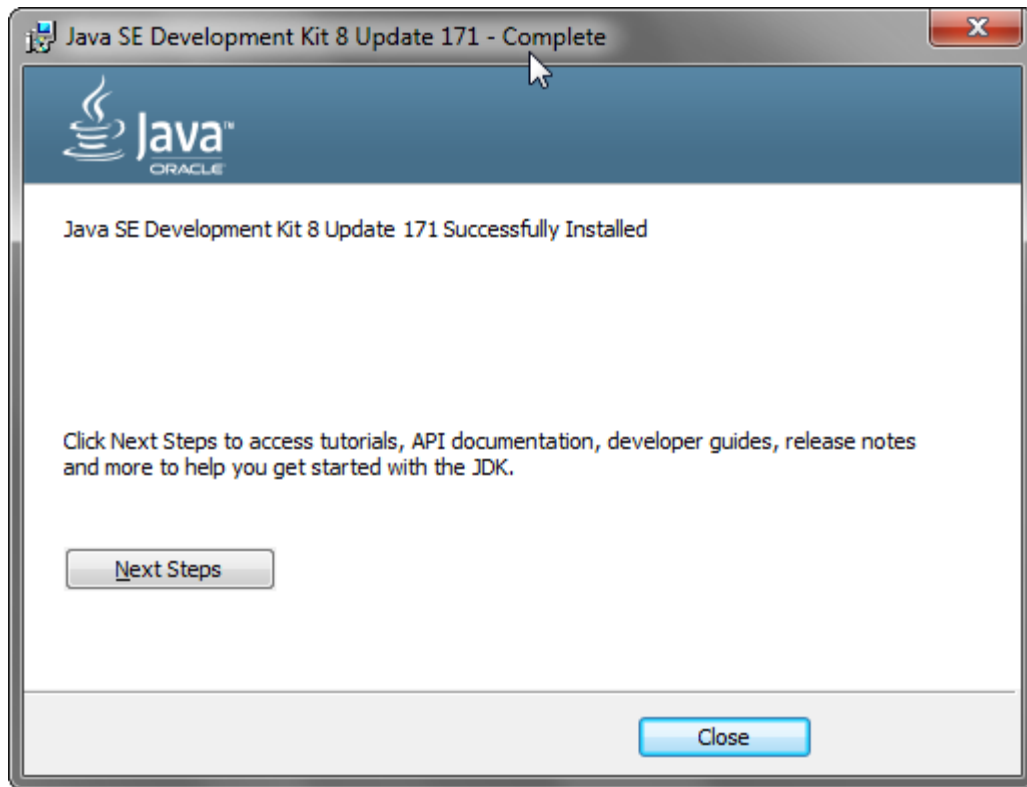 Java SE Development Kit 8 Update 171 - Complete
Java™
ORACLE
Java SE Development Kit 8 Update 171 Successfully Installed
Click Next Steps to access tutorials, API documentation, developer guides, release notes
and more to help you get started with the JDK.
Next Steps
Close